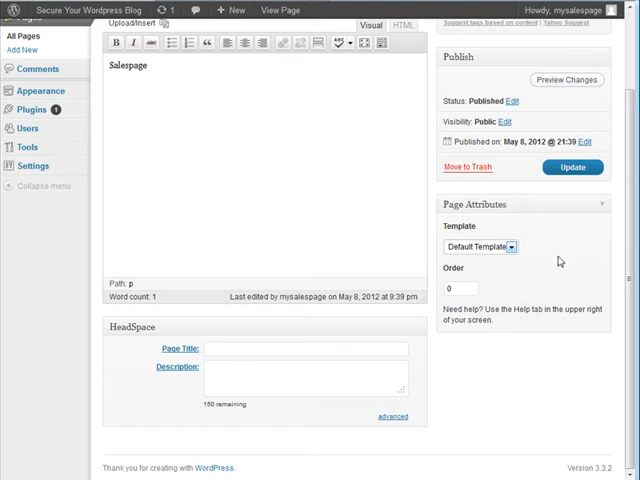 Secure Your Wordpress Blog 1 + New View Page Howdy, mysalespage
All Pages
Add New
Comments
Appearance
Plugins 1
Users
Tools
Settings
Collapse menu
Upload/Insert
Visual HTML
B I ABC ABC
Salespage
Path: p
Word count: 1 Last edited by mysalespage on May 8, 2012 at 9:39 pm
HeadSpace
Page Title:
Description:
150 remaining
advanced
Suggest tags based on content | Yahoo Suggest
Publish
Preview Changes
Status: Published Edit
Visibility: Public Edit
Published on: May 8, 2012 @ 21:39 Edit
Move to Trash Update
Page Attributes
Template
Default Template
Order
0
Need help? Use the Help tab in the upper right
of your screen.
Thank you for creating with WordPress. Version 3.3.2